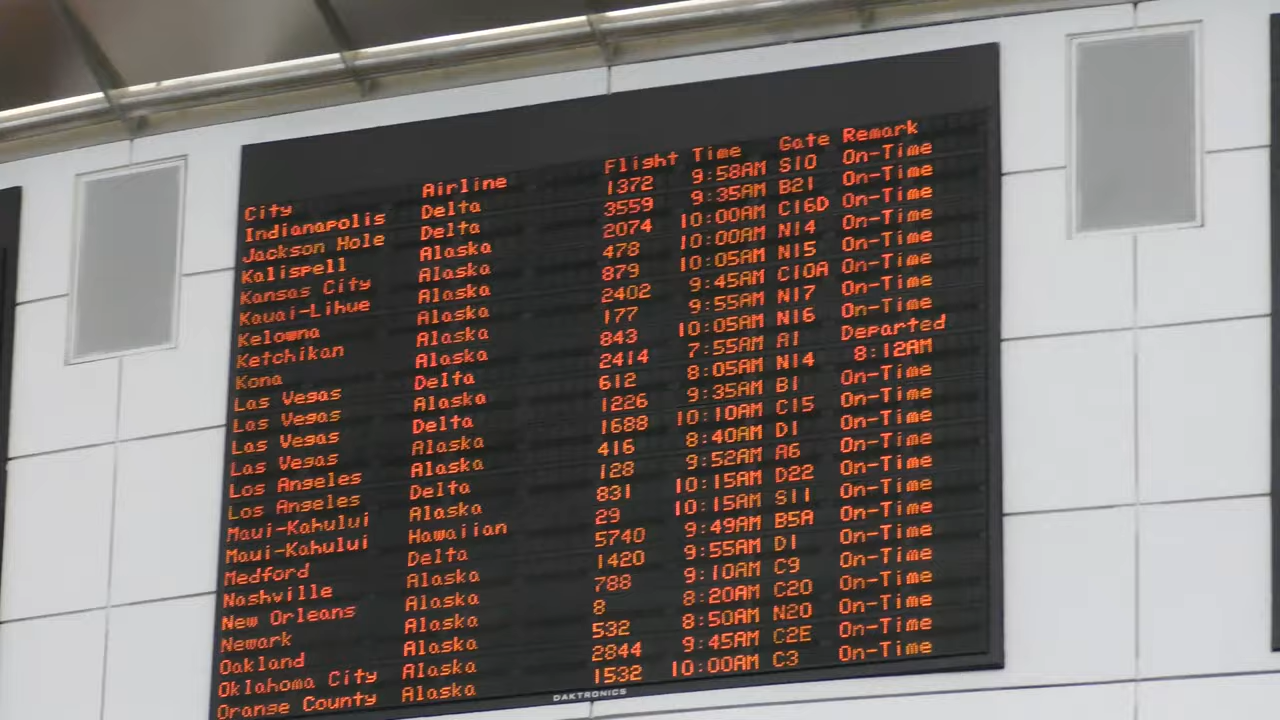 City Airline Flight Time Gate Remark
Indianapolis Delta 1372 9:58AM S10 On-Time
Jackson Hole Delta 3559 9:35AM B21 On-Time
Kalispell Alaska 2074 10:00AM C16D On-Time
Kansas City Alaska 478 10:00AM N14 On-Time
Kauai-Lihue Alaska 879 10:05AM N15 On-Time
Kelowna Alaska 2402 9:45AM C10A On-Time
Ketchikan Alaska 177 9:55AM N17 On-Time
Kona Alaska 843 10:05AM N16 On-Time
Las Vegas Delta 2414 7:55AM A1 Departed
Las Vegas Alaska 612 8:05AM N14 8:12AM
Las Vegas Delta 1226 9:35AM B1 On-Time
Las Vegas Alaska 1688 10:10AM C15 On-Time
Los Angeles Alaska 416 8:40AM D1 On-Time
Los Angeles Delta 128 9:52AM A6 On-Time
Maui-Kahului Alaska 831 10:15AM D22 On-Time
Maui-Kahului Hawaiian 29 10:15AM S11 On-Time
Medford Delta 5740 9:49AM B5A On-Time
Nashville Alaska 1420 9:55AM D1 On-Time
New Orleans Alaska 788 9:10AM C9 On-Time
Newark Alaska 8 8:20AM C20 On-Time
Oakland Alaska 532 8:50AM N20 On-Time
Oklahoma City Alaska 2844 9:45AM C2E On-Time
Orange County Alaska 1532 10:00AM C3 On-Time
DAKTRONICS